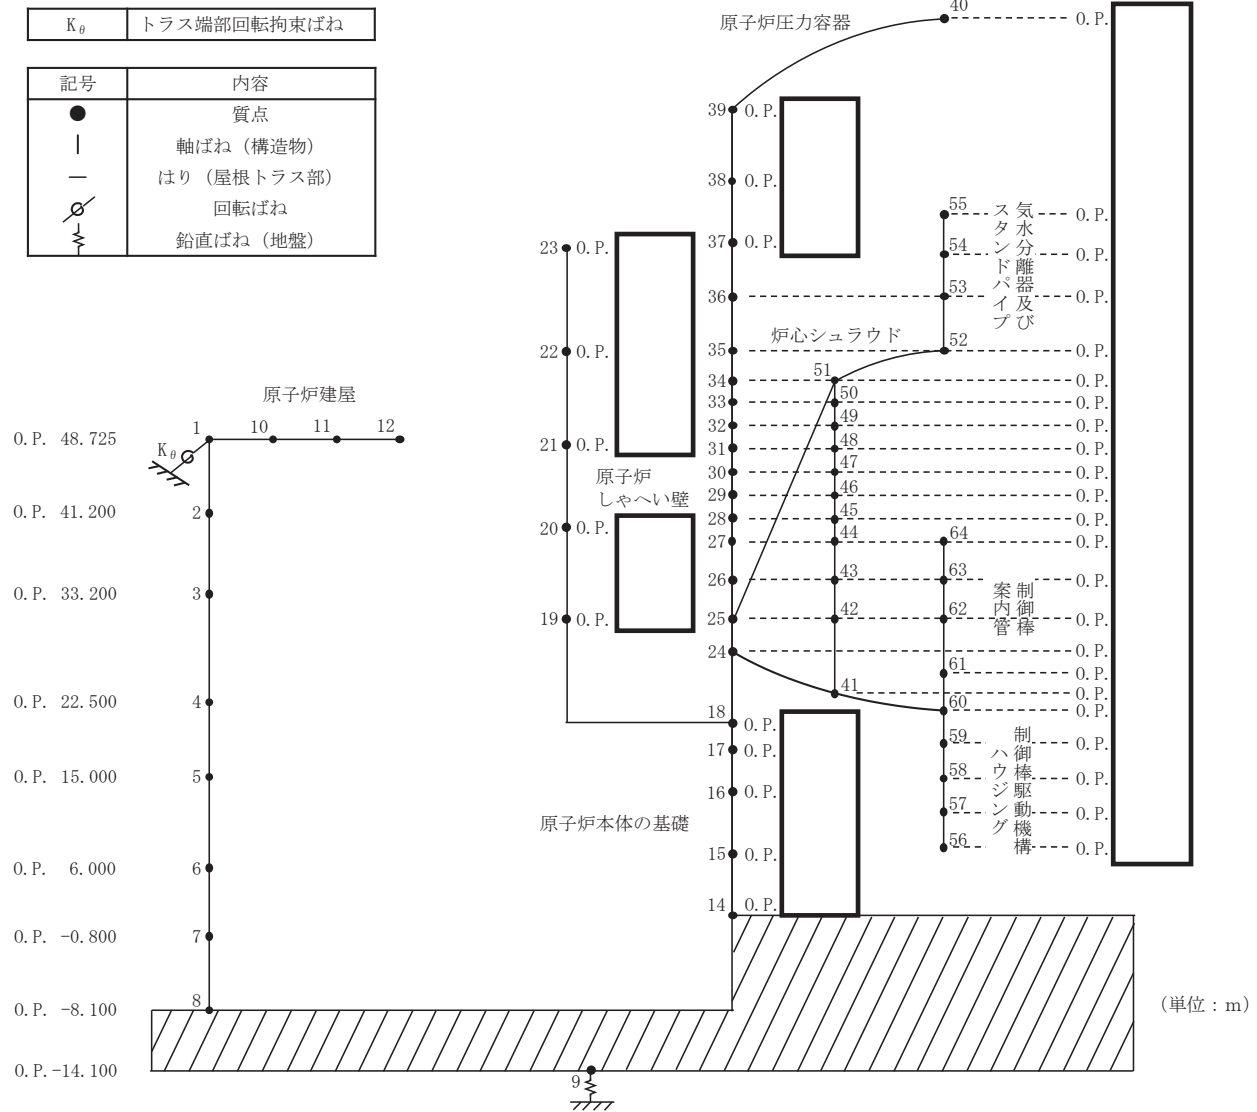 Kθ トラス端部回転拘束ばね
記号 内容
質点
軸ばね（構造物）
はり（屋根トラス部）
回転ばね
鉛直ばね（地盤）
原子炉圧力容器
40 O.P.
39 O.P.
38 O.P.
37 O.P.
36 O.P.
35 O.P.
34 O.P.
33 O.P.
32 O.P.
31 O.P.
30 O.P.
29 O.P.
28 O.P.
27 O.P.
26 O.P.
25 O.P.
24 O.P.
55 O.P.
54 O.P.
53
52
気水分離器及び
スタンドパイプ
炉心シュラウド
51
50
49
48
47
46
45
44
43
42
41 O.P.
64
63
62
61 O.P.
60 O.P.
制御棒
案内管
59 O.P.
58 O.P.
57 O.P.
56 O.P.
制御棒駆動機構
ハウジング
23 O.P.
22 O.P.
21 O.P.
20 O.P.
19 O.P.
原子炉
しゃへい壁
18 O.P.
17 O.P.
16 O.P.
15 O.P.
14 O.P.
原子炉本体の基礎
原子炉建屋
O.P. 48.725 1 10 11 12
Kθ
O.P. 41.200 2
O.P. 33.200 3
O.P. 22.500 4
O.P. 15.000 5
O.P. 6.000 6
O.P. -0.800 7
O.P. -8.100 8
O.P.-14.100
9
（単位：m）